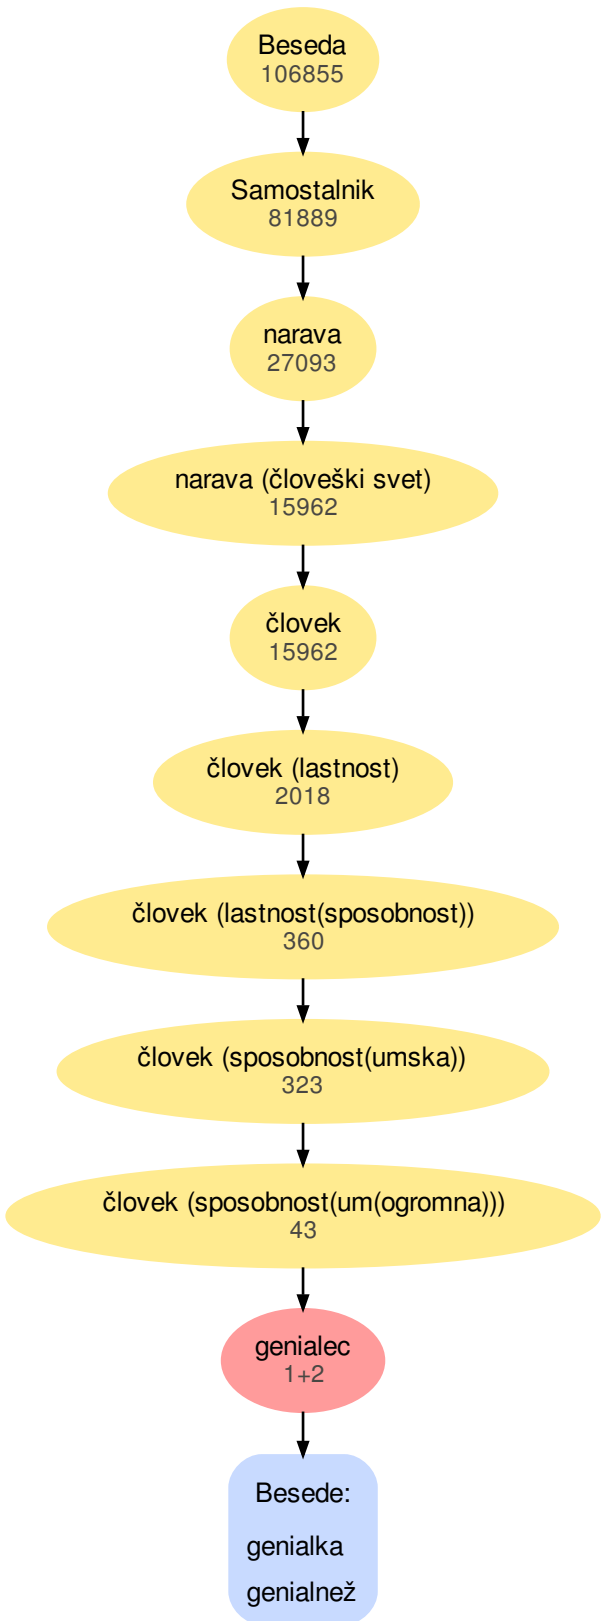 Beseda
106855
Samostalnik
81889
narava
27093
narava (človeški svet)
15962
človek
15962
človek (lastnost)
2018
človek (lastnost(sposobnost))
360
človek (sposobnost(umska))
323
človek (sposobnost(um(ogromna)))
43
genialec
1+2
Besede:
genialka
genialnež